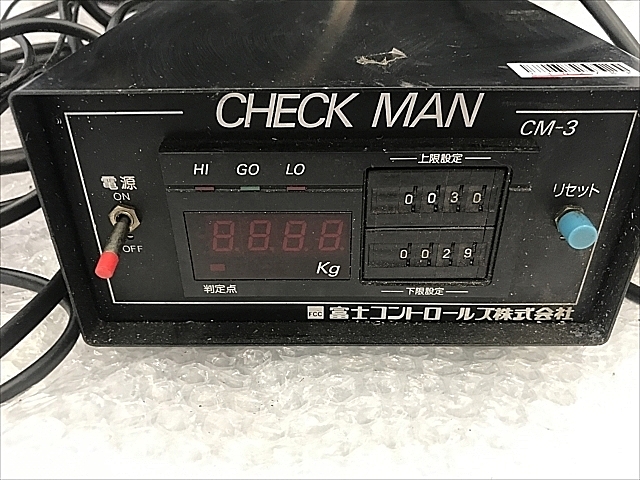 CHECK MAN
CM-3
電源
ON
OFF
HI GO LO
上限設定
0030
0029
下限設定
Kg
判定点
リセット
FCC 富士コントロールズ株式会社